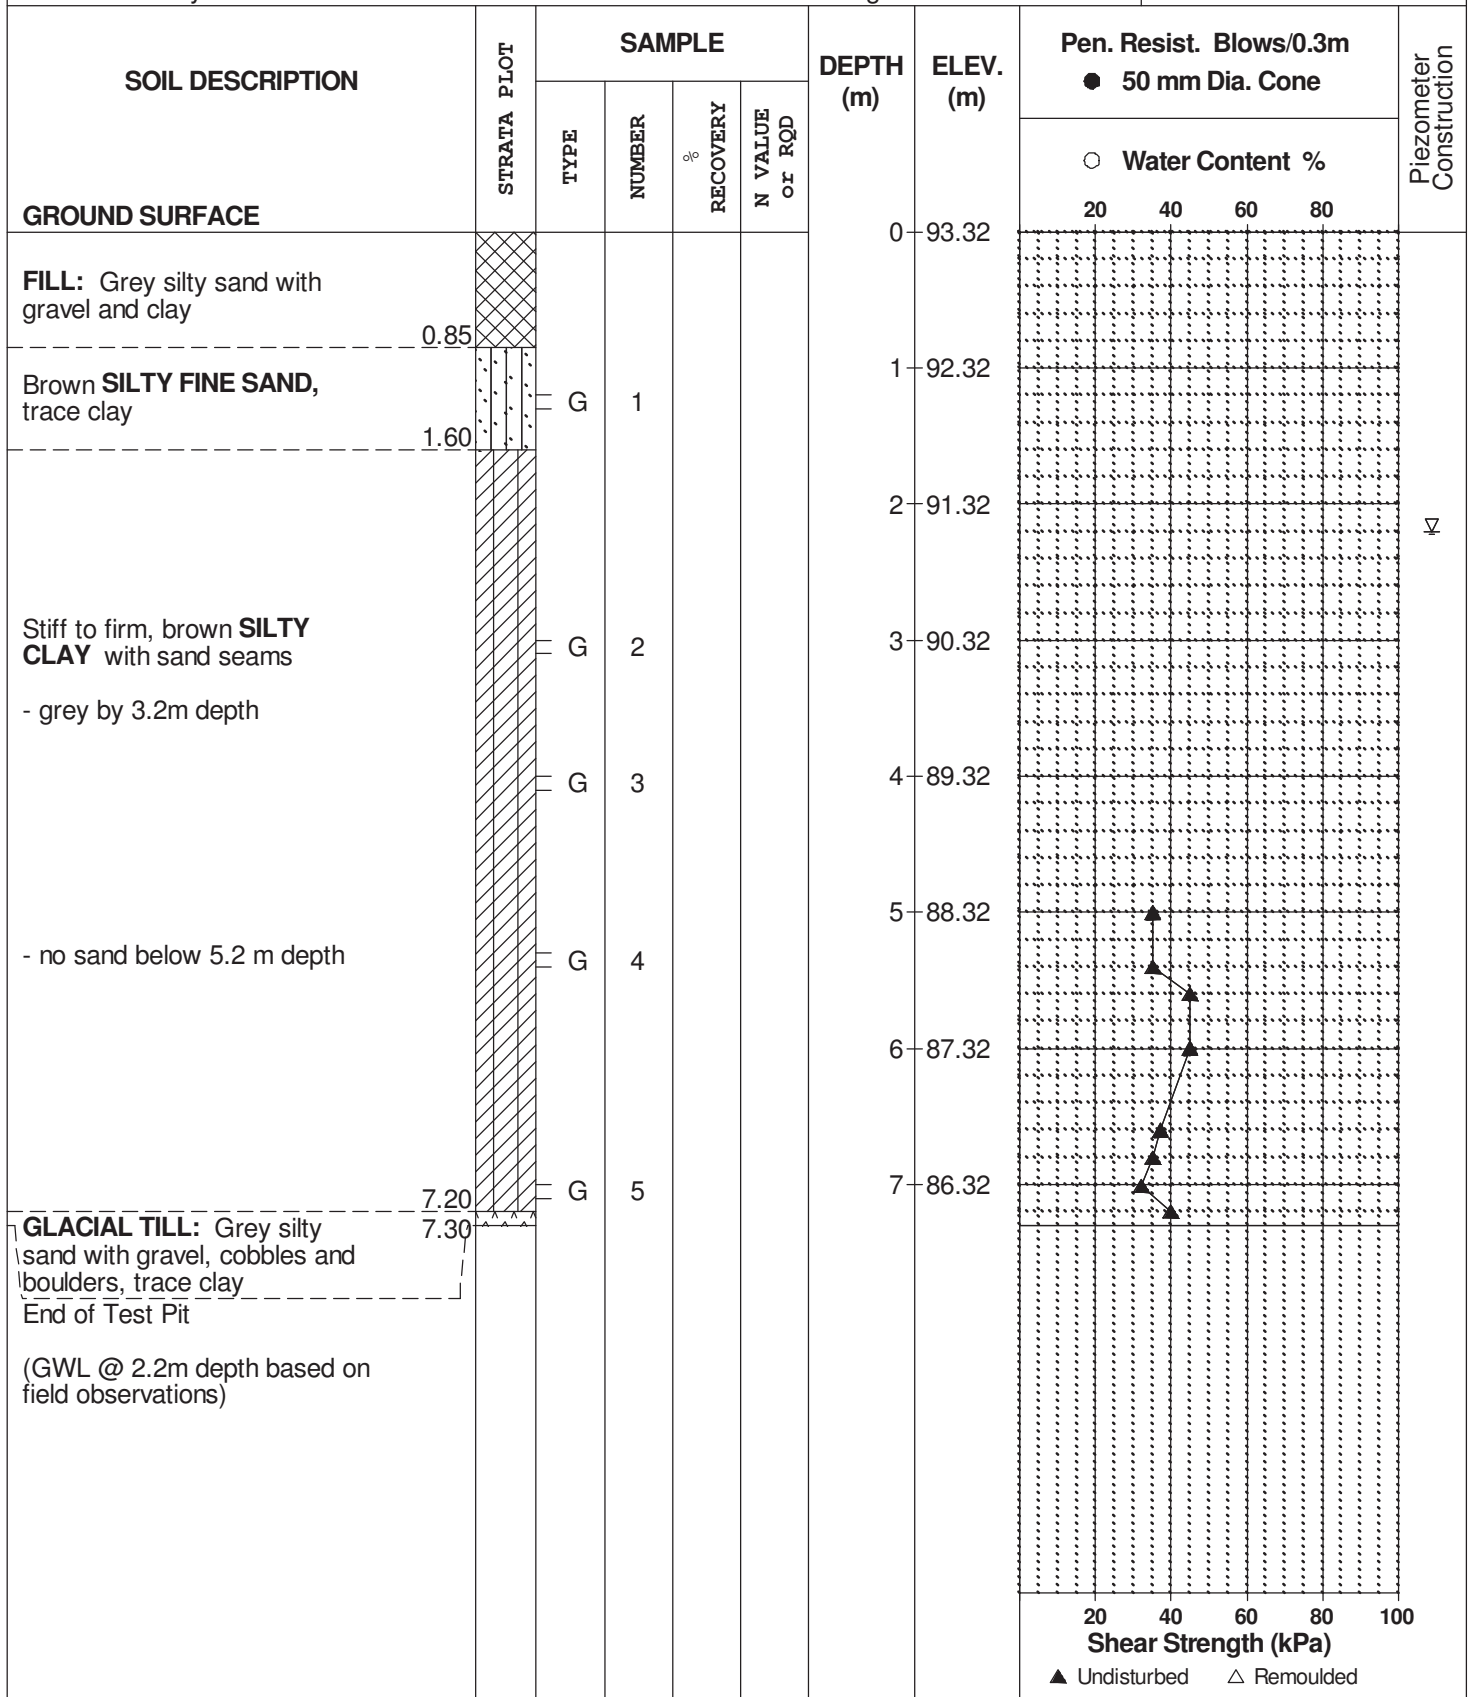 SOIL DESCRIPTION
GROUND SURFACE
STRATA PLOT
SAMPLE
TYPE
NUMBER
%
RECOVERY
N VALUE
or RQD
DEPTH
(m)
ELEV.
(m)
Pen. Resist. Blows/0.3m
● 50 mm Dia. Cone
○ Water Content %
20 40 60 80
Piezometer
Construction
0 93.32
FILL: Grey silty sand with
gravel and clay
0.85
1 92.32
Brown SILTY FINE SAND,
trace clay
G 1
1.60
2 91.32
Stiff to firm, brown SILTY
CLAY with sand seams
G 2
3 90.32
- grey by 3.2m depth
G 3
4 89.32
5 88.32
- no sand below 5.2 m depth
G 4
6 87.32
7 86.32
G 5
7.20
GLACIAL TILL: Grey silty
7.30
sand with gravel, cobbles and
boulders, trace clay
End of Test Pit
(GWL @ 2.2m depth based on
field observations)
20 40 60 80 100
Shear Strength (kPa)
▲ Undisturbed △ Remoulded